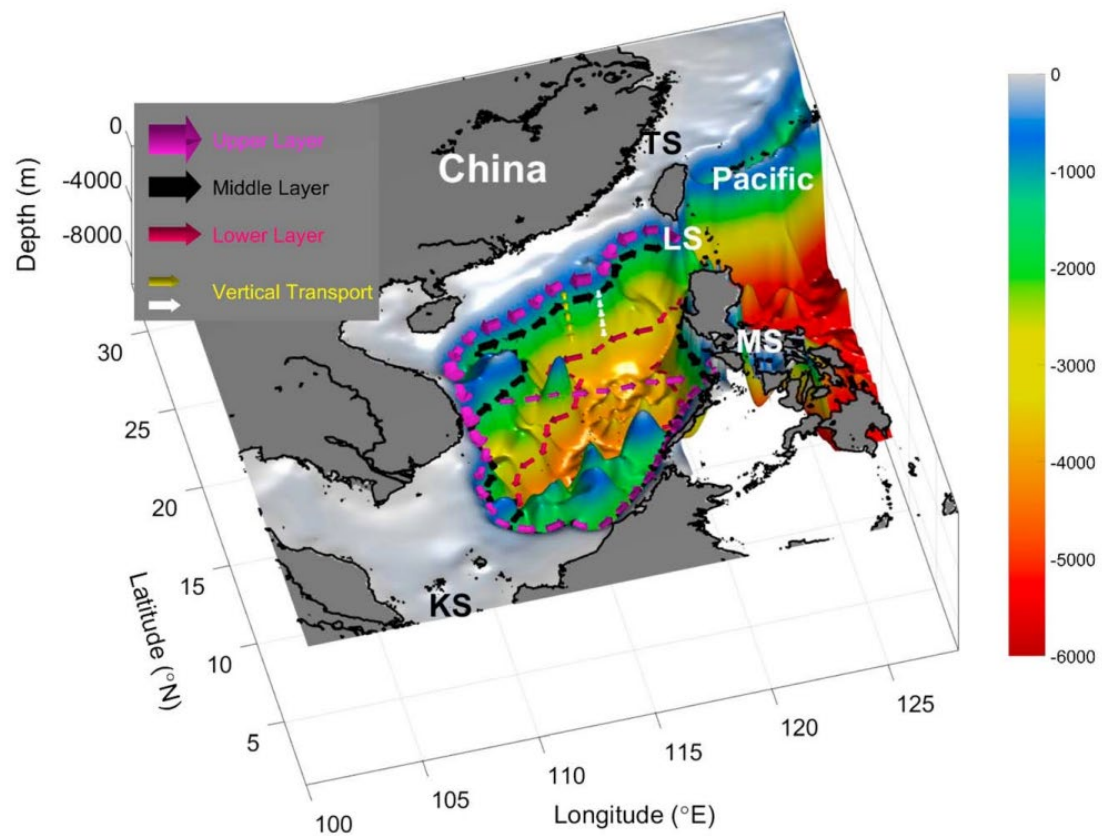 Upper Layer
Middle Layer
Lower Layer
Vertical Transport
China
TS
Pacific
LS
MS
KS
Depth (m)
0
-4000
-8000
30
25
20
15
10
5
Latitude (°N)
100
105
110
115
120
125
Longitude (°E)
0
-1000
-2000
-3000
-4000
-5000
-6000